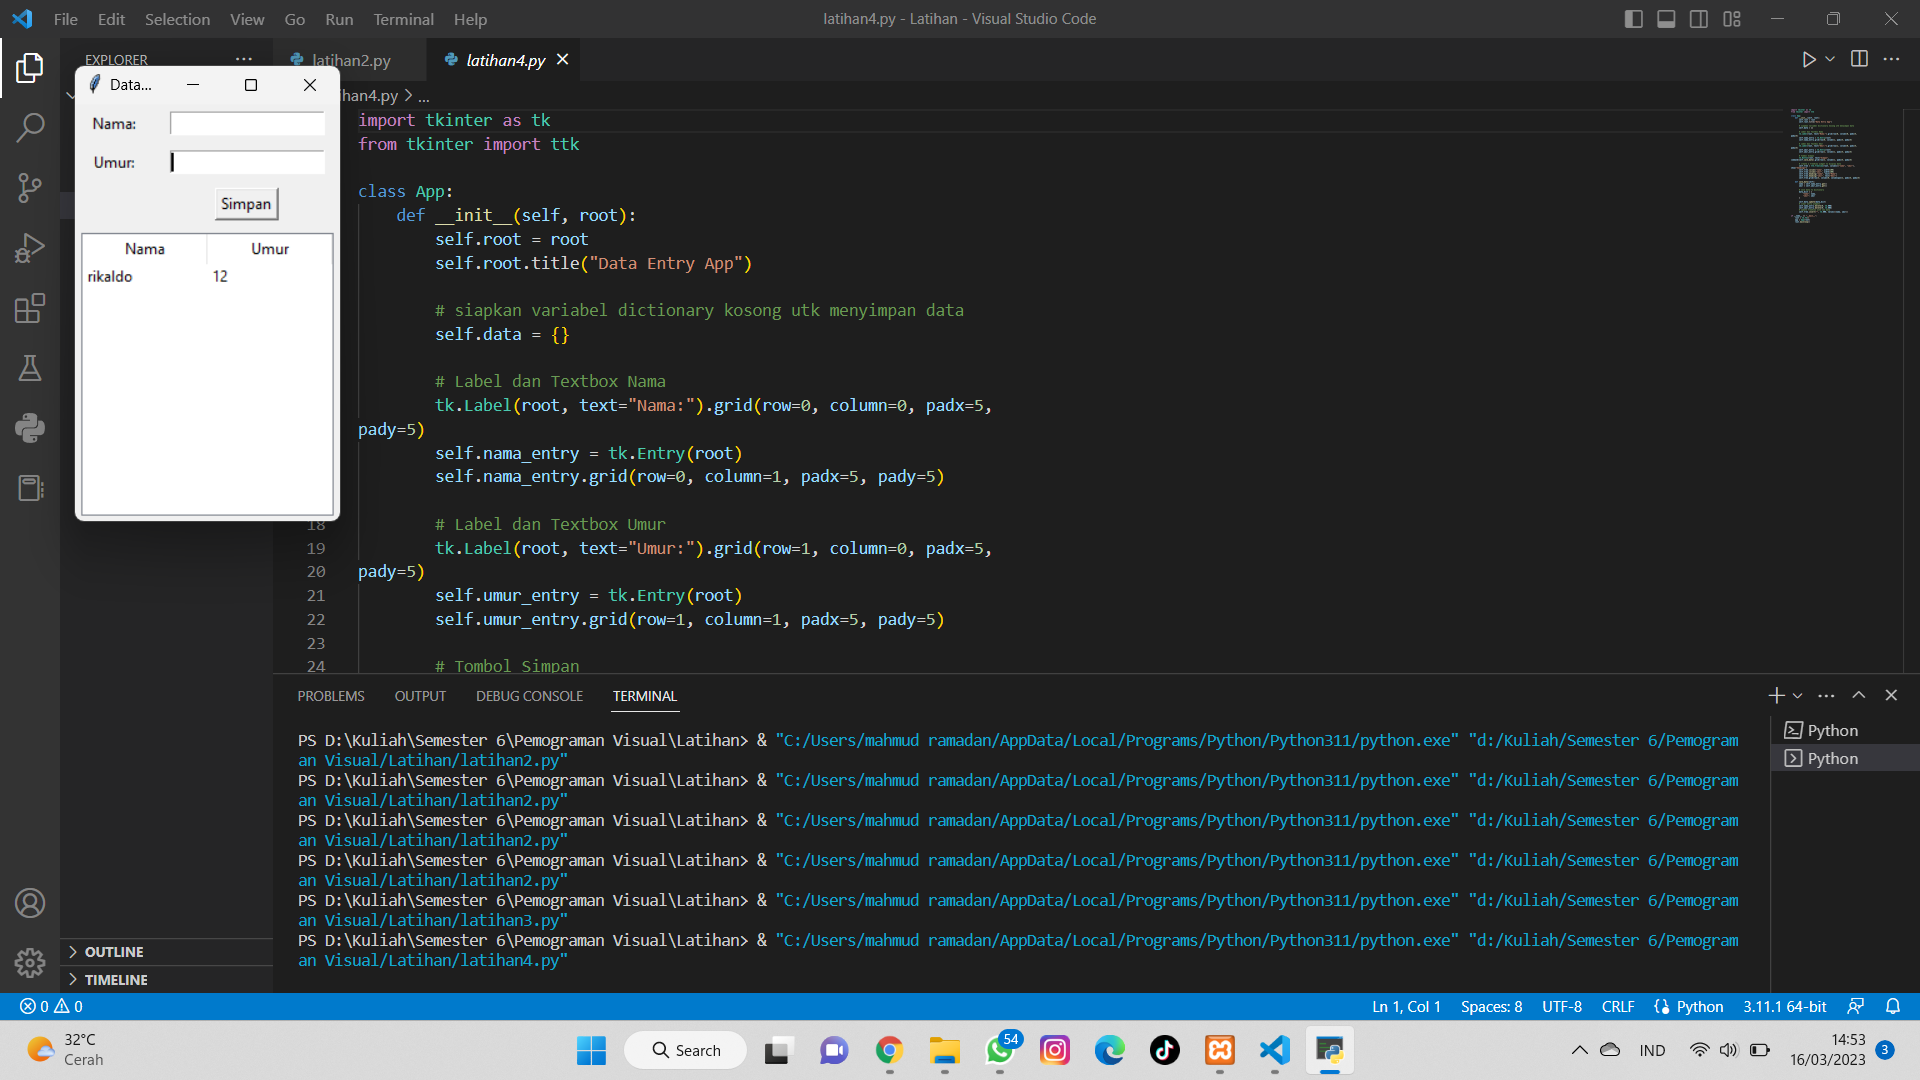 File Edit Selection View Go Run Terminal Help
latihan4.py - Latihan - Visual Studio Code
EXPLORER
latihan2.py
latihan4.py
han4.py > ...
Data...
Nama:
Umur:
Simpan
Nama Umur
rikaldo 12
import tkinter as tk
from tkinter import ttk
class App:
def __init__(self, root):
self.root = root
self.root.title("Data Entry App")
# siapkan variabel dictionary kosong utk menyimpan data
self.data = {}
# Label dan Textbox Nama
tk.Label(root, text="Nama:").grid(row=0, column=0, padx=5,
pady=5)
self.nama_entry = tk.Entry(root)
self.nama_entry.grid(row=0, column=1, padx=5, pady=5)
18 # Label dan Textbox Umur
19 tk.Label(root, text="Umur:").grid(row=1, column=0, padx=5,
20 pady=5)
21 self.umur_entry = tk.Entry(root)
22 self.umur_entry.grid(row=1, column=1, padx=5, pady=5)
23
24 # Tombol Simpan
PROBLEMS OUTPUT DEBUG CONSOLE TERMINAL
PS D:\Kuliah\Semester 6\Pemograman Visual\Latihan> & "C:/Users/mahmud ramadan/AppData/Local/Programs/Python/Python311/python.exe" "d:/Kuliah/Semester 6/Pemogram
an Visual/Latihan/latihan2.py"
PS D:\Kuliah\Semester 6\Pemograman Visual\Latihan> & "C:/Users/mahmud ramadan/AppData/Local/Programs/Python/Python311/python.exe" "d:/Kuliah/Semester 6/Pemogram
an Visual/Latihan/latihan2.py"
PS D:\Kuliah\Semester 6\Pemograman Visual\Latihan> & "C:/Users/mahmud ramadan/AppData/Local/Programs/Python/Python311/python.exe" "d:/Kuliah/Semester 6/Pemogram
an Visual/Latihan/latihan2.py"
PS D:\Kuliah\Semester 6\Pemograman Visual\Latihan> & "C:/Users/mahmud ramadan/AppData/Local/Programs/Python/Python311/python.exe" "d:/Kuliah/Semester 6/Pemogram
an Visual/Latihan/latihan2.py"
PS D:\Kuliah\Semester 6\Pemograman Visual\Latihan> & "C:/Users/mahmud ramadan/AppData/Local/Programs/Python/Python311/python.exe" "d:/Kuliah/Semester 6/Pemogram
an Visual/Latihan/latihan3.py"
PS D:\Kuliah\Semester 6\Pemograman Visual\Latihan> & "C:/Users/mahmud ramadan/AppData/Local/Programs/Python/Python311/python.exe" "d:/Kuliah/Semester 6/Pemogram
an Visual/Latihan/latihan4.py"
Python
Python
OUTLINE
TIMELINE
0 0
Ln 1, Col 1 Spaces: 8 UTF-8 CRLF Python 3.11.1 64-bit
32°C
Cerah
Search
54
IND
14:53
16/03/2023
3